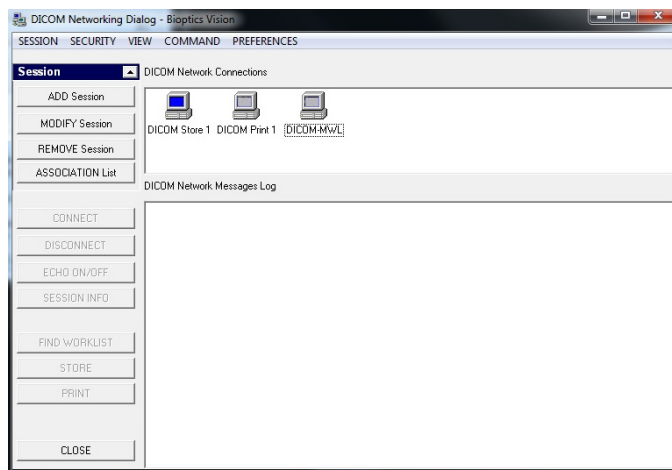 DICOM Networking Dialog - Bioptics Vision
SESSION SECURITY VIEW COMMAND PREFERENCES
Session
ADD Session
MODIFY Session
REMOVE Session
ASSOCIATION List
CONNECT
DISCONNECT
ECHO ON/OFF
SESSION INFO
FIND WORKLIST
STORE
PRINT
CLOSE
DICOM Network Connections
DICOM Store 1 DICOM Print 1 DICOM-MWL
DICOM Network Messages Log